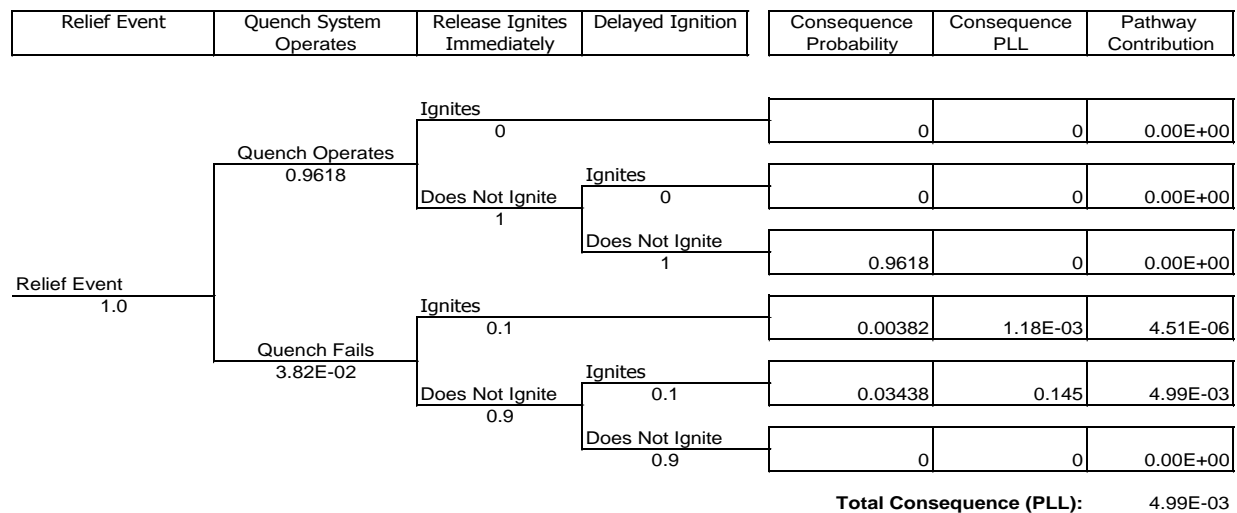 Relief Event Quench System Operates Release Ignites Immediately Delayed Ignition Consequence Probability Consequence PLL Pathway Contribution
Ignites
0 0 0 0.00E+00
Quench Operates
0.9618
Ignites
Does Not Ignite 0 0 0 0.00E+00
1
Does Not Ignite
1 0.9618 0 0.00E+00
Relief Event
1.0
Ignites
0.1 0.00382 1.18E-03 4.51E-06
Quench Fails
3.82E-02
Ignites
Does Not Ignite 0.1 0.03438 0.145 4.99E-03
0.9
Does Not Ignite
0.9 0 0 0.00E+00
Total Consequence (PLL): 4.99E-03